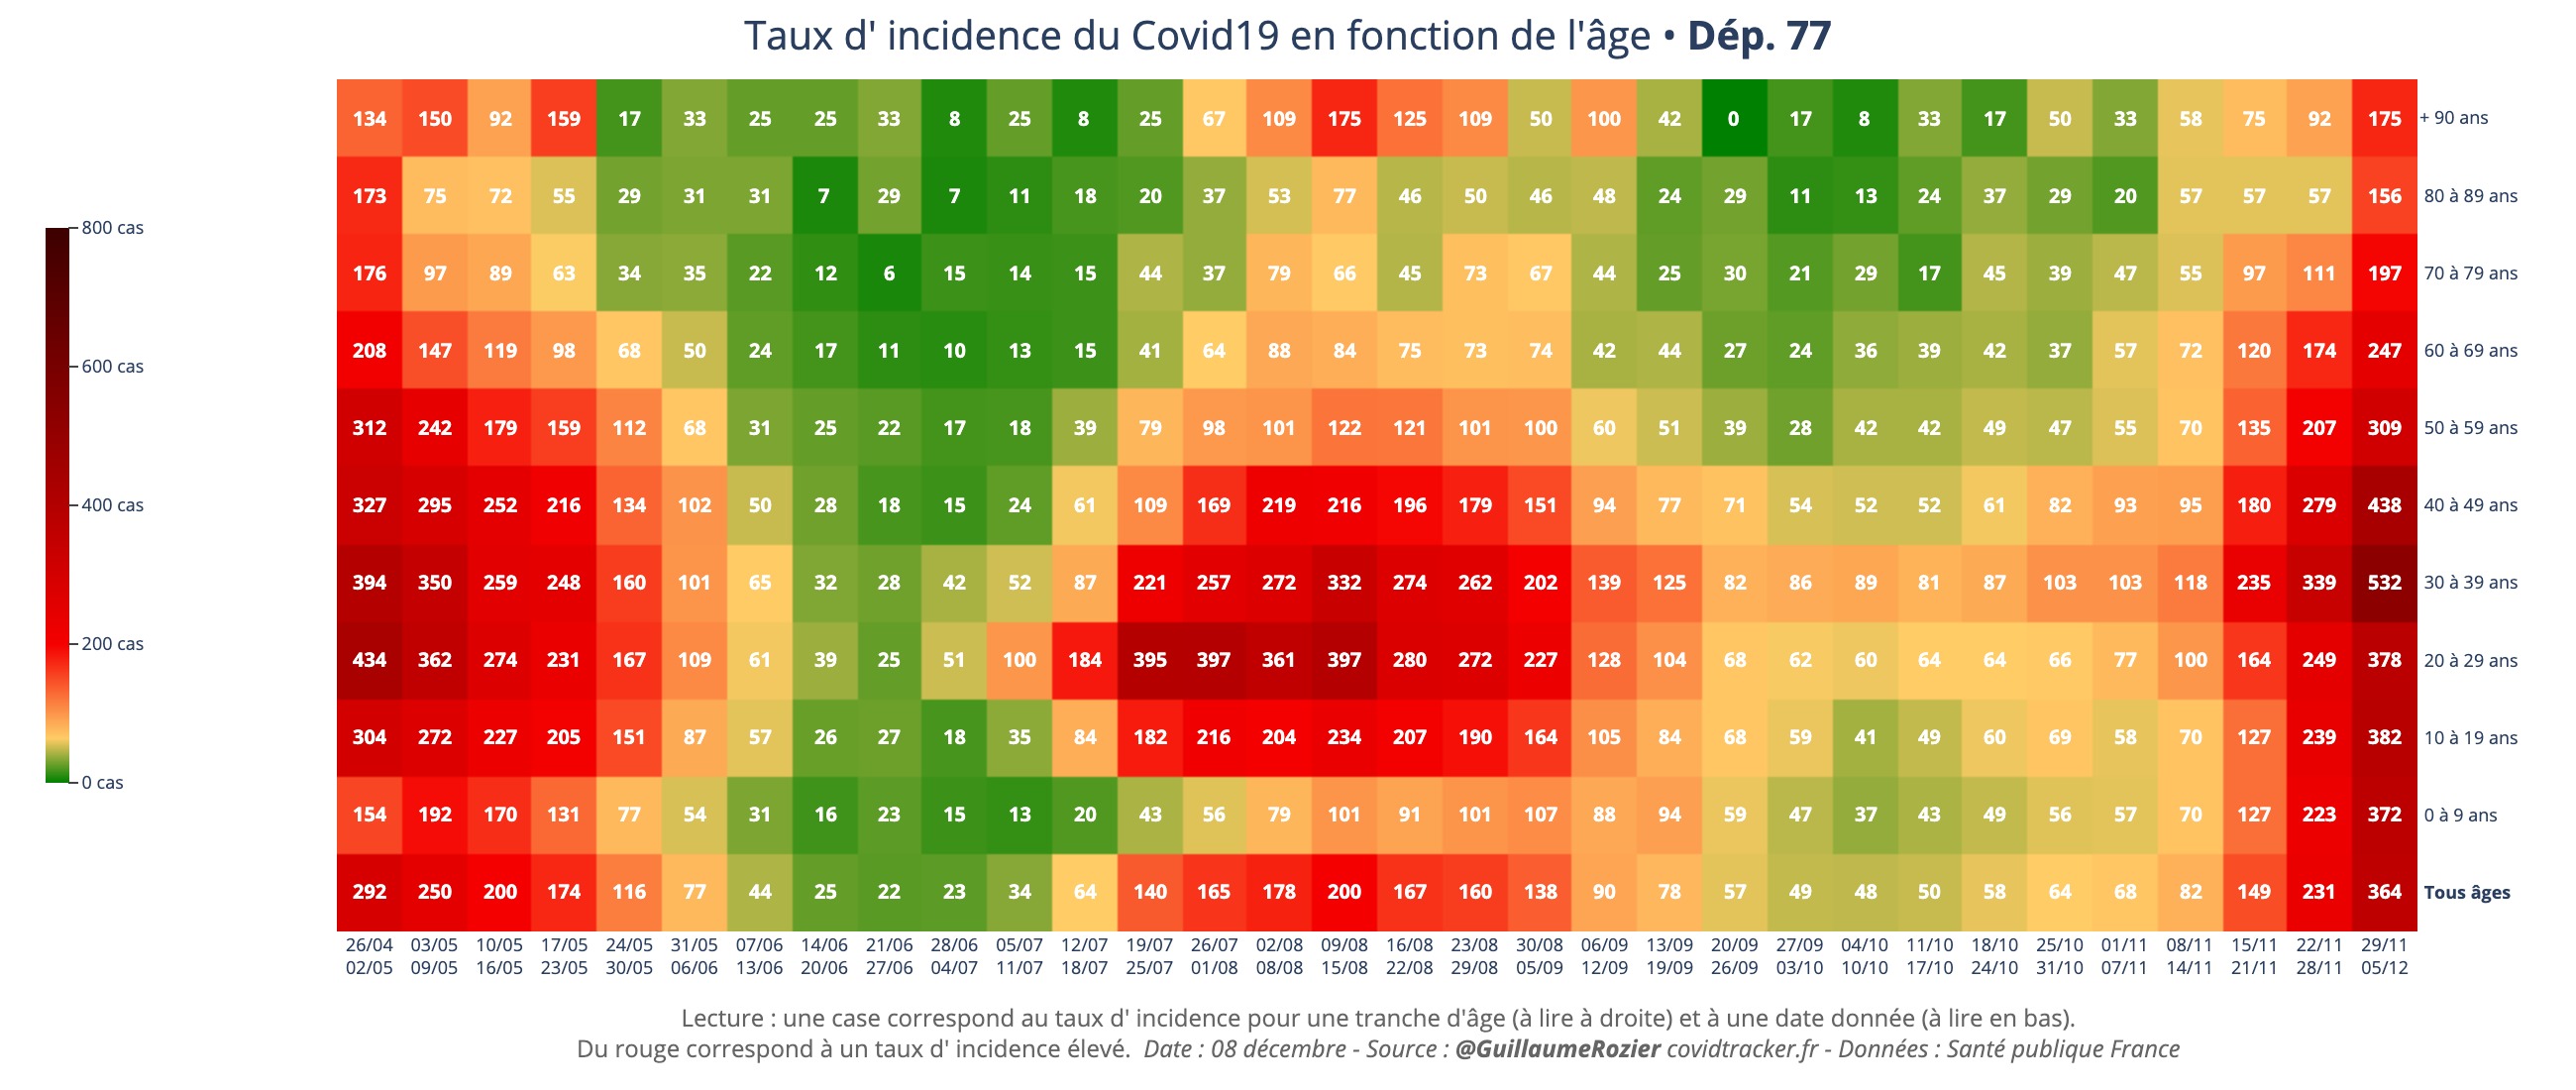 Taux d' incidence du Covid19 en fonction de l'âge • Dép. 77
134 150 92 159 17 33 25 25 33 8 25 8 25 67 109 175 125 109 50 100 42 0 17 8 33 17 50 33 58 75 92 175 + 90 ans
173 75 72 55 29 31 31 7 29 7 11 18 20 37 53 77 46 50 46 48 24 29 11 13 24 37 29 20 57 57 57 156 80 à 89 ans
800 cas
176 97 89 63 34 35 22 12 6 15 14 15 44 37 79 66 45 73 67 44 25 30 21 29 17 45 39 47 55 97 111 197 70 à 79 ans
208 147 119 98 68 50 24 17 11 10 13 15 41 64 88 84 75 73 74 42 44 27 24 36 39 42 37 57 72 120 174 247 60 à 69 ans
600 cas
312 242 179 159 112 68 31 25 22 17 18 39 79 98 101 122 121 101 100 60 51 39 28 42 42 49 47 55 70 135 207 309 50 à 59 ans
400 cas
327 295 252 216 134 102 50 28 18 15 24 61 109 169 219 216 196 179 151 94 77 71 54 52 52 61 82 93 95 180 279 438 40 à 49 ans
394 350 259 248 160 101 65 32 28 42 52 87 221 257 272 332 274 262 202 139 125 82 86 89 81 87 103 103 118 235 339 532 30 à 39 ans
200 cas
434 362 274 231 167 109 61 39 25 51 100 184 395 397 361 397 280 272 227 128 104 68 62 60 64 64 66 77 100 164 249 378 20 à 29 ans
304 272 227 205 151 87 57 26 27 18 35 84 182 216 204 234 207 190 164 105 84 68 59 41 49 60 69 58 70 127 239 382 10 à 19 ans
0 cas
154 192 170 131 77 54 31 16 23 15 13 20 43 56 79 101 91 101 107 88 94 59 47 37 43 49 56 57 70 127 223 372 0 à 9 ans
292 250 200 174 116 77 44 25 22 23 34 64 140 165 178 200 167 160 138 90 78 57 49 48 50 58 64 68 82 149 231 364 Tous âges
26/04 03/05 10/05 17/05 24/05 31/05 07/06 14/06 21/06 28/06 05/07 12/07 19/07 26/07 02/08 09/08 16/08 23/08 30/08 06/09 13/09 20/09 27/09 04/10 11/10 18/10 25/10 01/11 08/11 15/11 22/11 29/11
02/05 09/05 16/05 23/05 30/05 06/06 13/06 20/06 27/06 04/07 11/07 18/07 25/07 01/08 08/08 15/08 22/08 29/08 05/09 12/09 19/09 26/09 03/10 10/10 17/10 24/10 31/10 07/11 14/11 21/11 28/11 05/12
Lecture : une case correspond au taux d' incidence pour une tranche d'âge (à lire à droite) et à une date donnée (à lire en bas).
Du rouge correspond à un taux d' incidence élevé. Date : 08 décembre - Source : @GuillaumeRozier covidtracker.fr - Données : Santé publique France